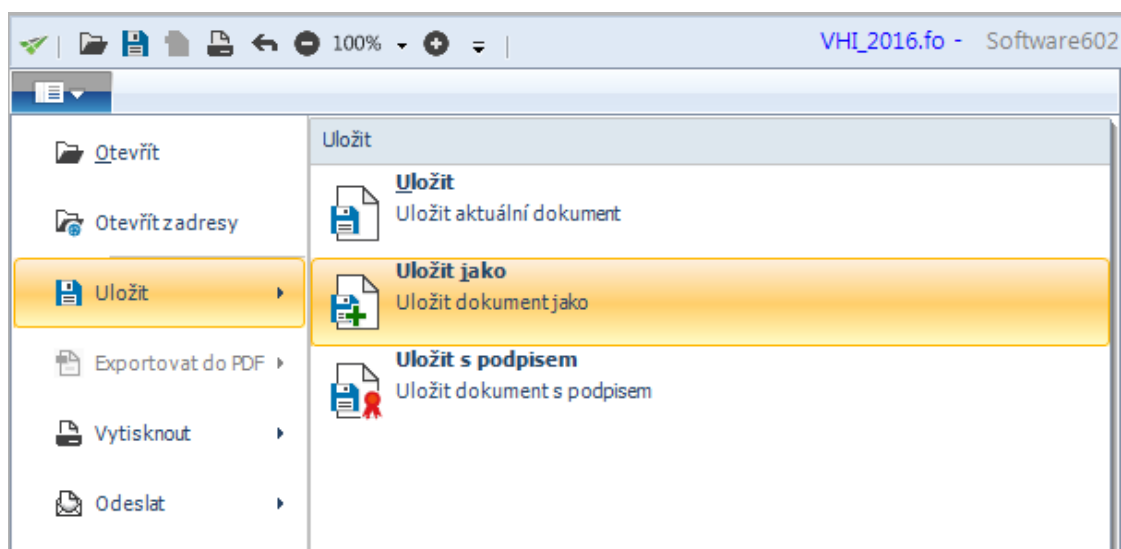 100%
VHI_2016.fo - Software602
Otevřít
Otevřít z adresy
Uložit
Exportovat do PDF
Vytisknout
Odeslat
Uložit
Uložit
Uložit aktuální dokument
Uložit jako
Uložit dokument jako
Uložit s podpisem
Uložit dokument s podpisem